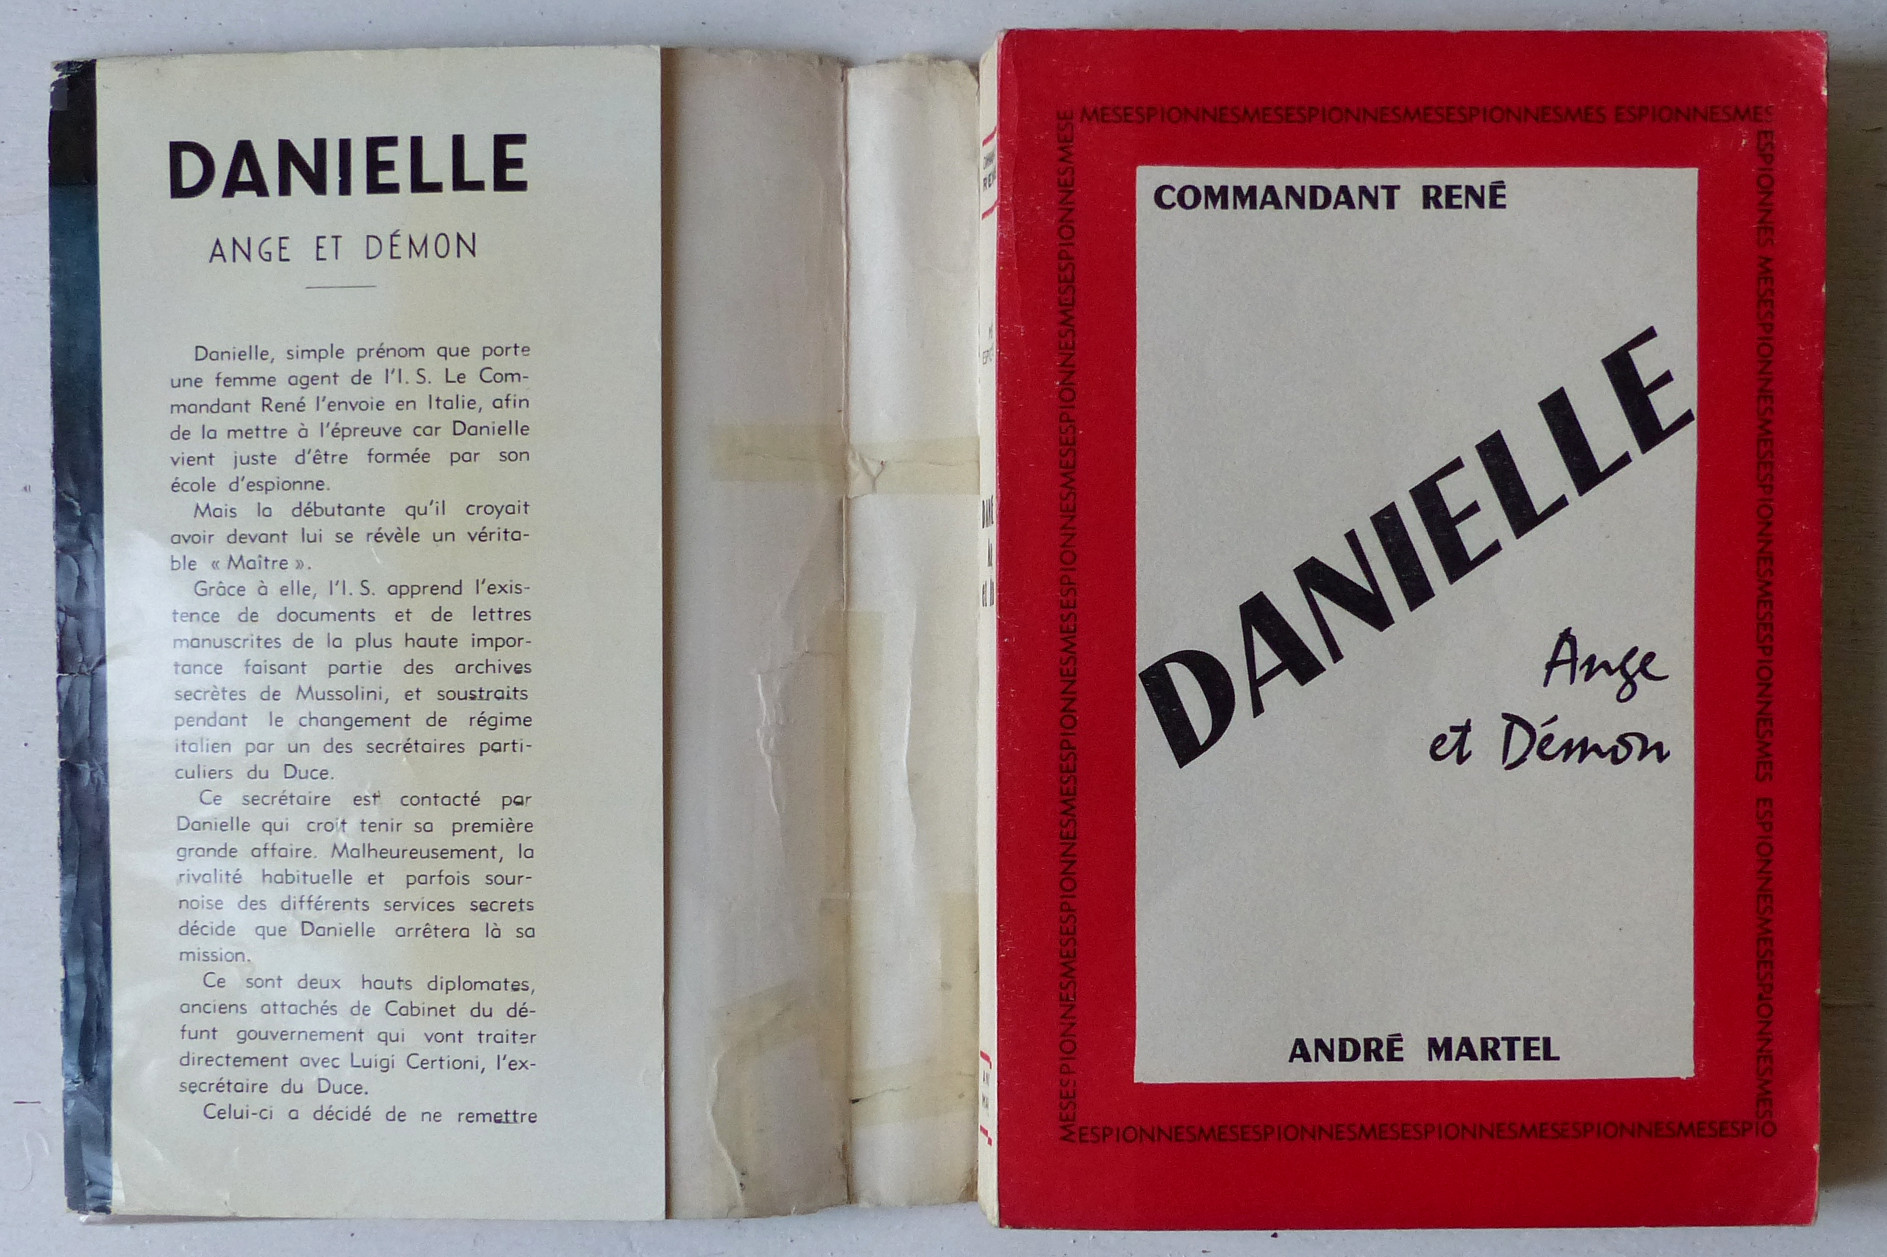 DANIELLE
ANGE ET DÉMON
Danielle, simple prénom que porte
une femme agent de l'I. S. Le Com-
mandant René l'envoie en Italie, afin
de la mettre à l'épreuve car Danielle
vient juste d'être formée par son
école d'espionne.
Mais la débutante qu'il croyait
avoir devant lui se révèle un vérita-
ble « Maître ».
Grâce à elle, l'I. S. apprend l'exis-
tence de documents et de lettres
manuscrites de la plus haute impor-
tance faisant partie des archives
secrètes de Mussolini, et soustraits
pendant le changement de régime
italien par un des secrétaires parti-
culiers du Duce.
Ce secrétaire est contacté par
Danielle qui croit tenir sa première
grande affaire. Malheureusement, la
rivalité habituelle et parfois sour-
noise des différents services secrets
décide que Danielle arrêtera là sa
mission.
Ce sont deux hauts diplomates,
anciens attachés de Cabinet du dé-
funt gouvernement qui vont traiter
directement avec Luigi Certioni, l'ex-
secrétaire du Duce.
Celui-ci a décidé de ne remettre
MESESPIONNESMESESPIONNESMESESPIONNESMES ESPIONNESMES
COMMANDANT RENÉ
DANIELLE
Ange
et Démon
ANDRÉ MARTEL
MESPIONNESMESESPIONNESMESESPIONNESMESESPIONNESMESESPIO